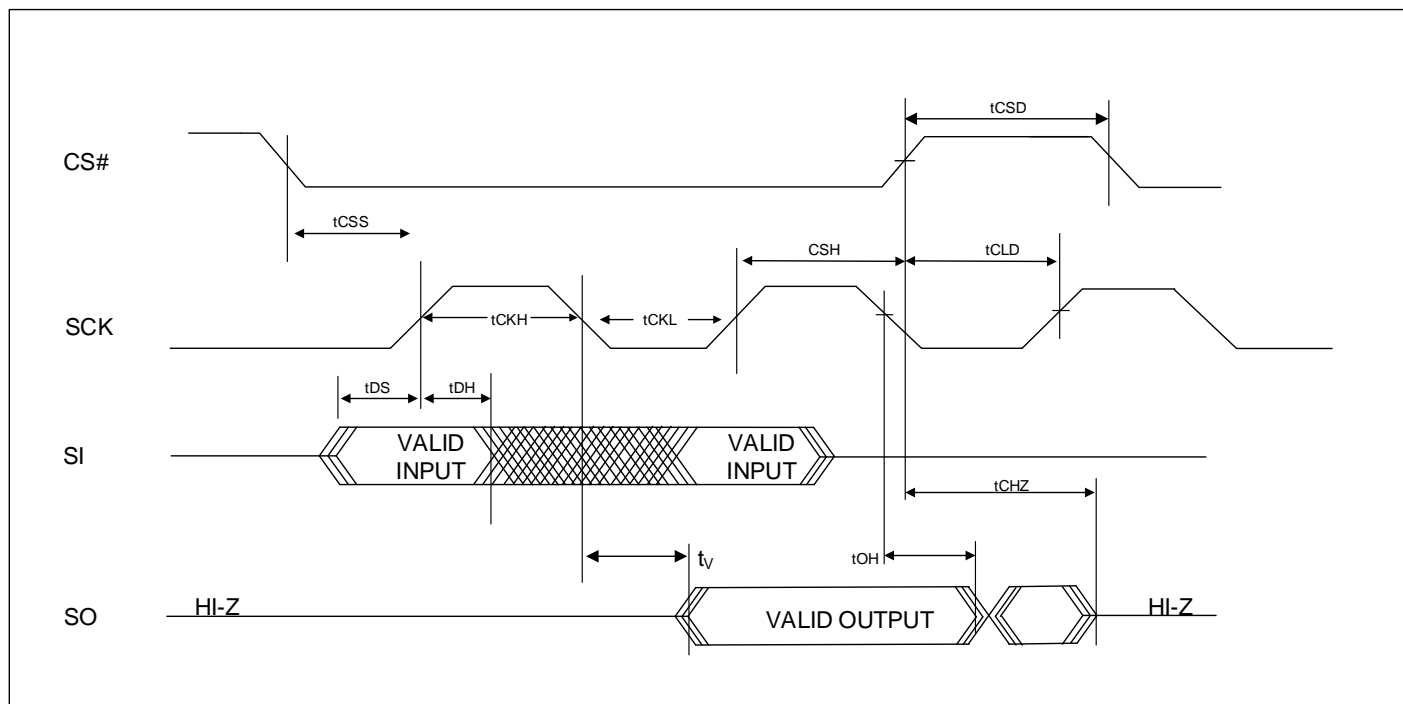 tCSD
CS#
tCSS
CSH
tCLD
SCK
tCKH
tCKL
tDS
tDH
SI
VALID
INPUT
VALID
INPUT
tCHZ
tV
tOH
SO
HI-Z
VALID OUTPUT
HI-Z